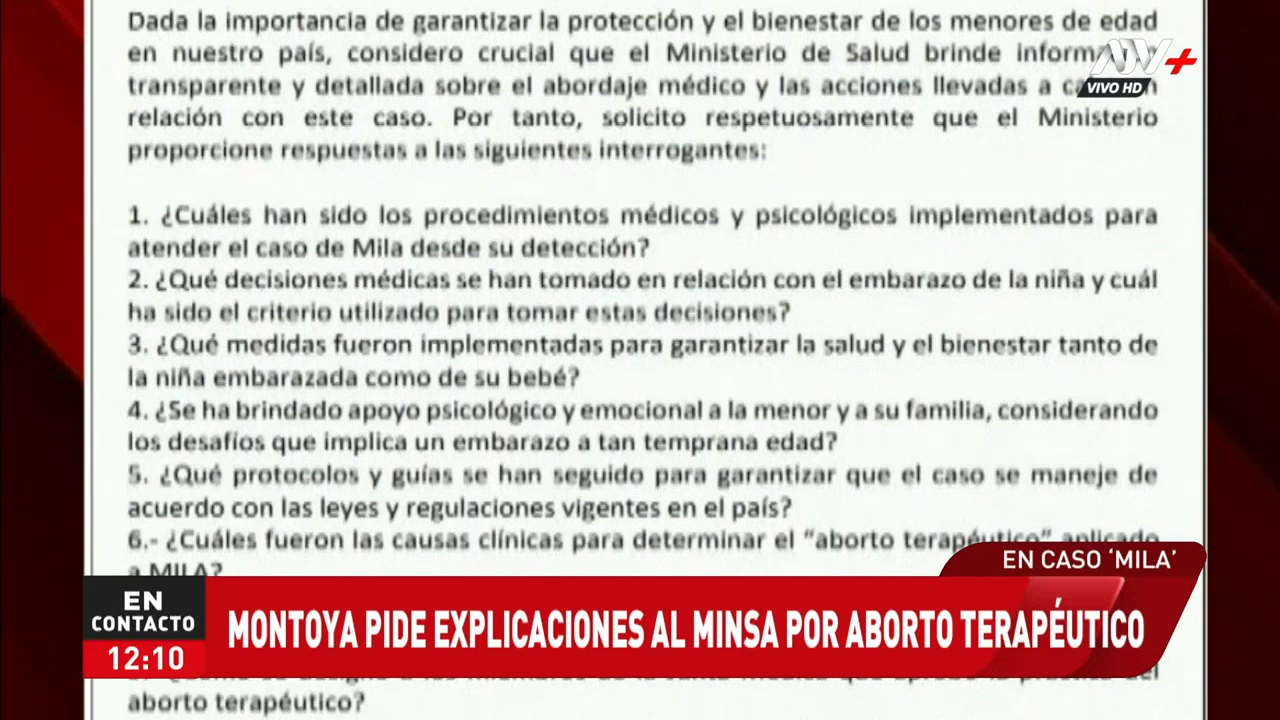 Dada la importancia de garantizar la protección y el bienestar de los menores de edad
en nuestro país, considero crucial que el Ministerio de Salud brinde
transparente y detallada sobre el abordaje médico y las acciones llevadas a
relación con este caso. Por tanto, solicito respetuosamente que el Ministerio
proporcione respuestas a las siguientes interrogantes:
ATV+
VIVO HD
1. ¿Cuáles han sido los procedimientos médicos y psicológicos implementados para
atender el caso de Mila desde su detección?
2. ¿Qué decisiones médicas se han tomado en relación con el embarazo de la niña y cuál
ha sido el criterio utilizado para tomar estas decisiones?
3. ¿Qué medidas fueron implementadas para garantizar la salud y el bienestar tanto de
la niña embarazada como de su bebé?
4. ¿Se ha brindado apoyo psicológico y emocional a la menor y a su familia, considerando
los desafíos que implica un embarazo a tan temprana edad?
5. ¿Qué protocolos y guías se han seguido para garantizar que el caso se maneje de
acuerdo con las leyes y regulaciones vigentes en el país?
6.- ¿Cuáles fueron las causas clínicas para determinar el “aborto terapéutico” aplicado
a MILA?
EN CASO ‘MILA’
EN
CONTACTO
12:10
MONTOYA PIDE EXPLICACIONES AL MINSA POR ABORTO TERAPÉUTICO
aborto terapéutico?